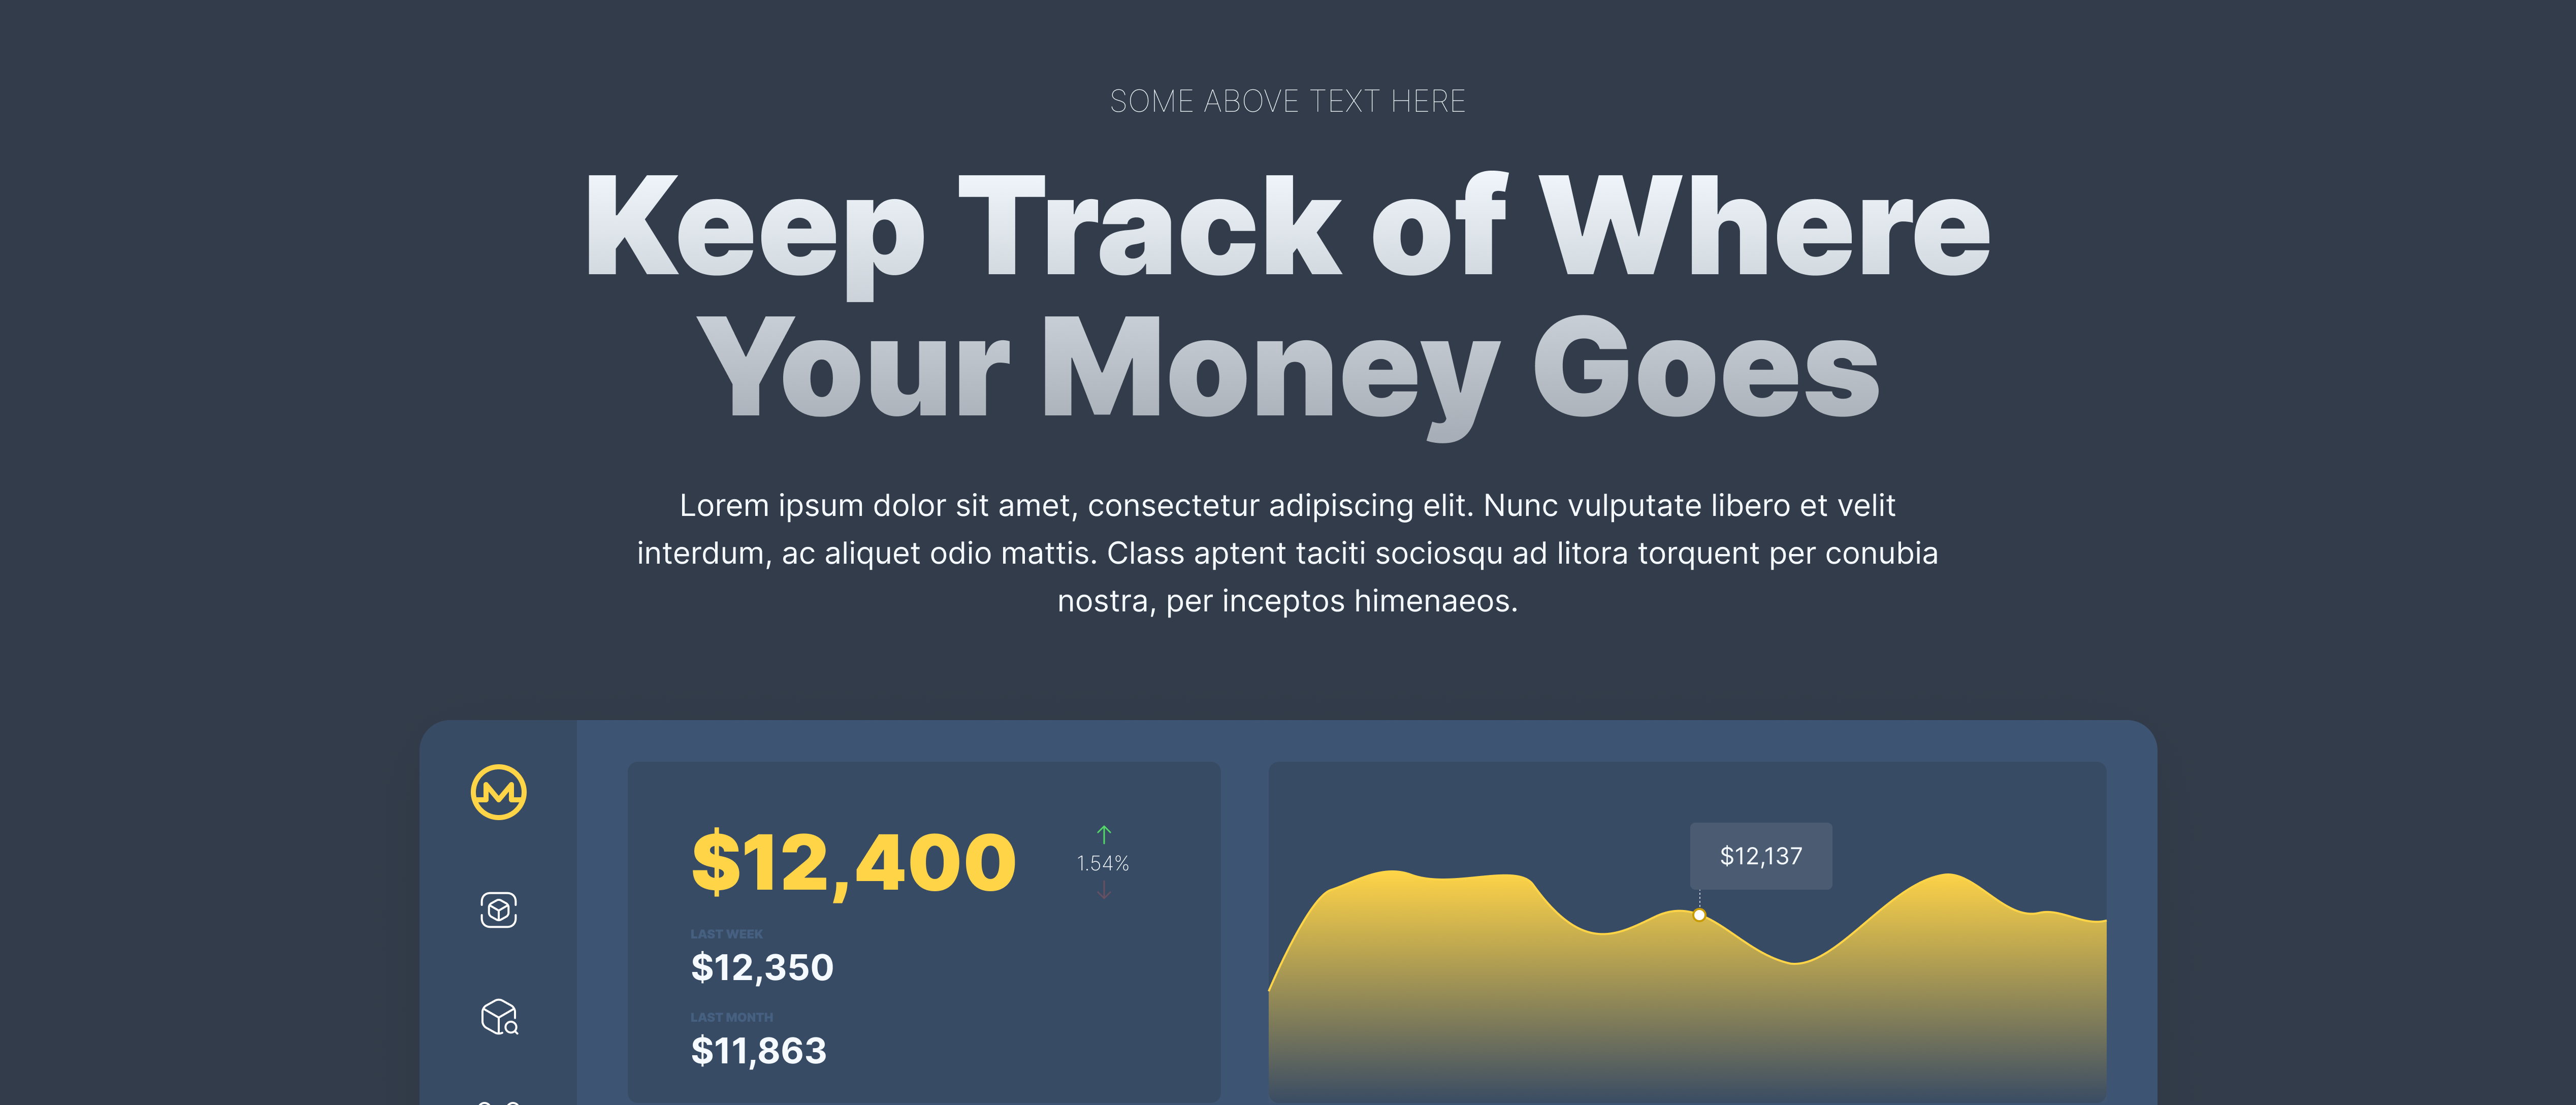 SOME ABOVE TEXT HERE
Keep Track of Where
Your Money Goes
Lorem ipsum dolor sit amet, consectetur adipiscing elit. Nunc vulputate libero et velit
interdum, ac aliquet odio mattis. Class aptent taciti sociosqu ad litora torquent per conubia
nostra, per inceptos himenaeos.
$12,400
1.54%
LAST WEEK
$12,350
LAST MONTH
$11,863
$12,137